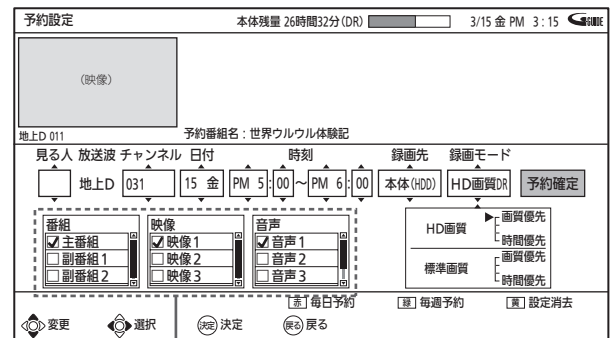 予約設定 本体残量 26時間32分(DR) 3/15 金 PM 3:15 GGUIDE
(映像)
地上D 011 予約番組名:世界ウルウル体験記
見る人 放送波 チャンネル 日付 時刻 録画先 録画モード
地上D 031 15 金 PM 5:00~PM 6:00 本体(HDD) HD画質DR 予約確定
番組 映像 音声
主番組 映像1 音声1
副番組1 映像2 音声2
副番組2 映像3 音声3
HD画質 画質優先
時間優先
標準画質 画質優先
時間優先
赤 毎日予約 緑 毎週予約 黄 設定消去
変更 選択 決定 決定 戻る 戻る